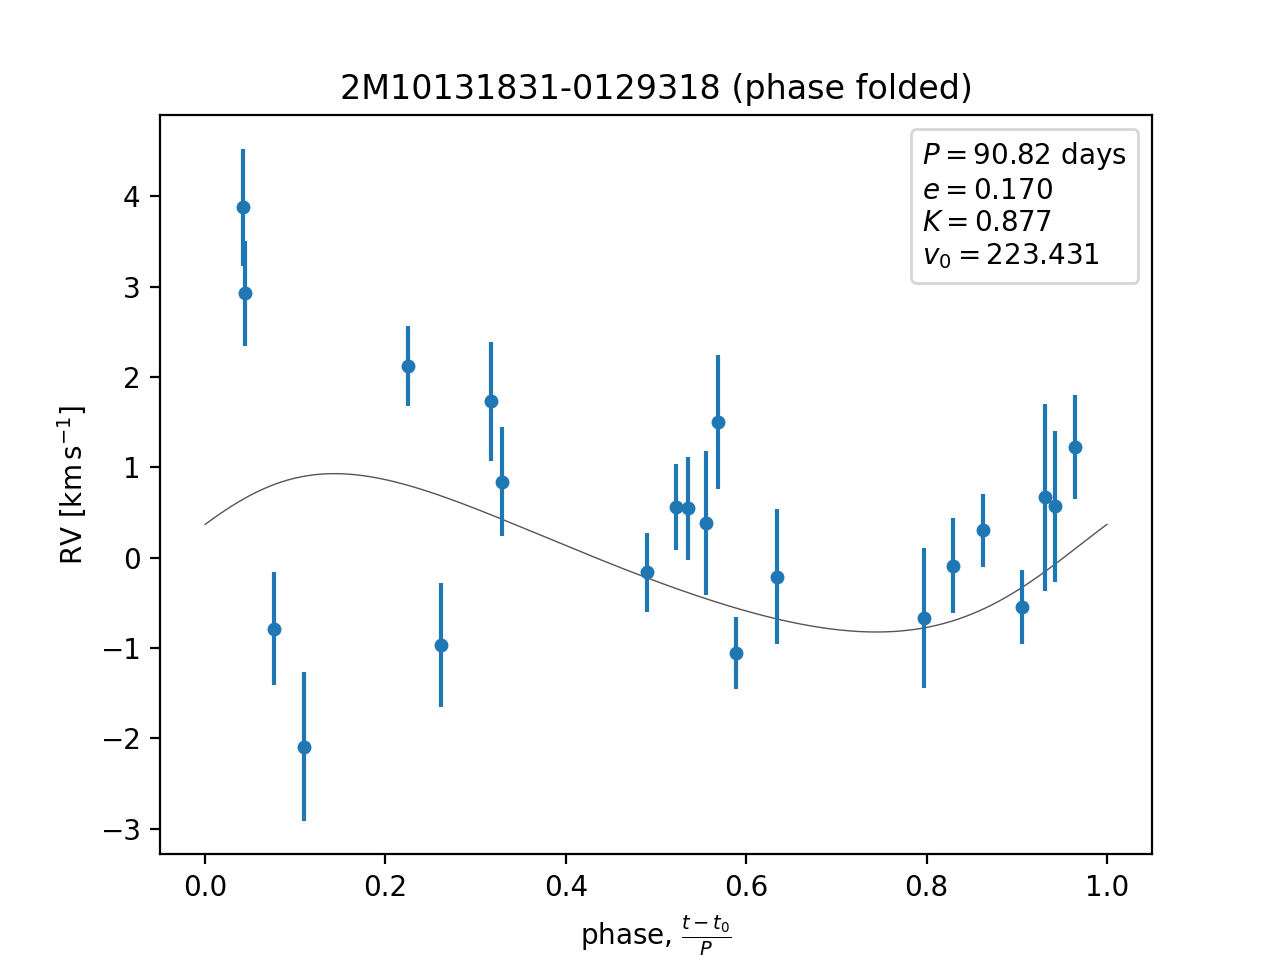 2M10131831-0129318 (phase folded)
P = 90.82 days
e = 0.170
K = 0.877
v₀ = 223.431
RV [km s⁻¹]
4
3
2
1
0
−1
−2
−3
0.0 0.2 0.4 0.6 0.8 1.0
phase, (t − t₀)/P